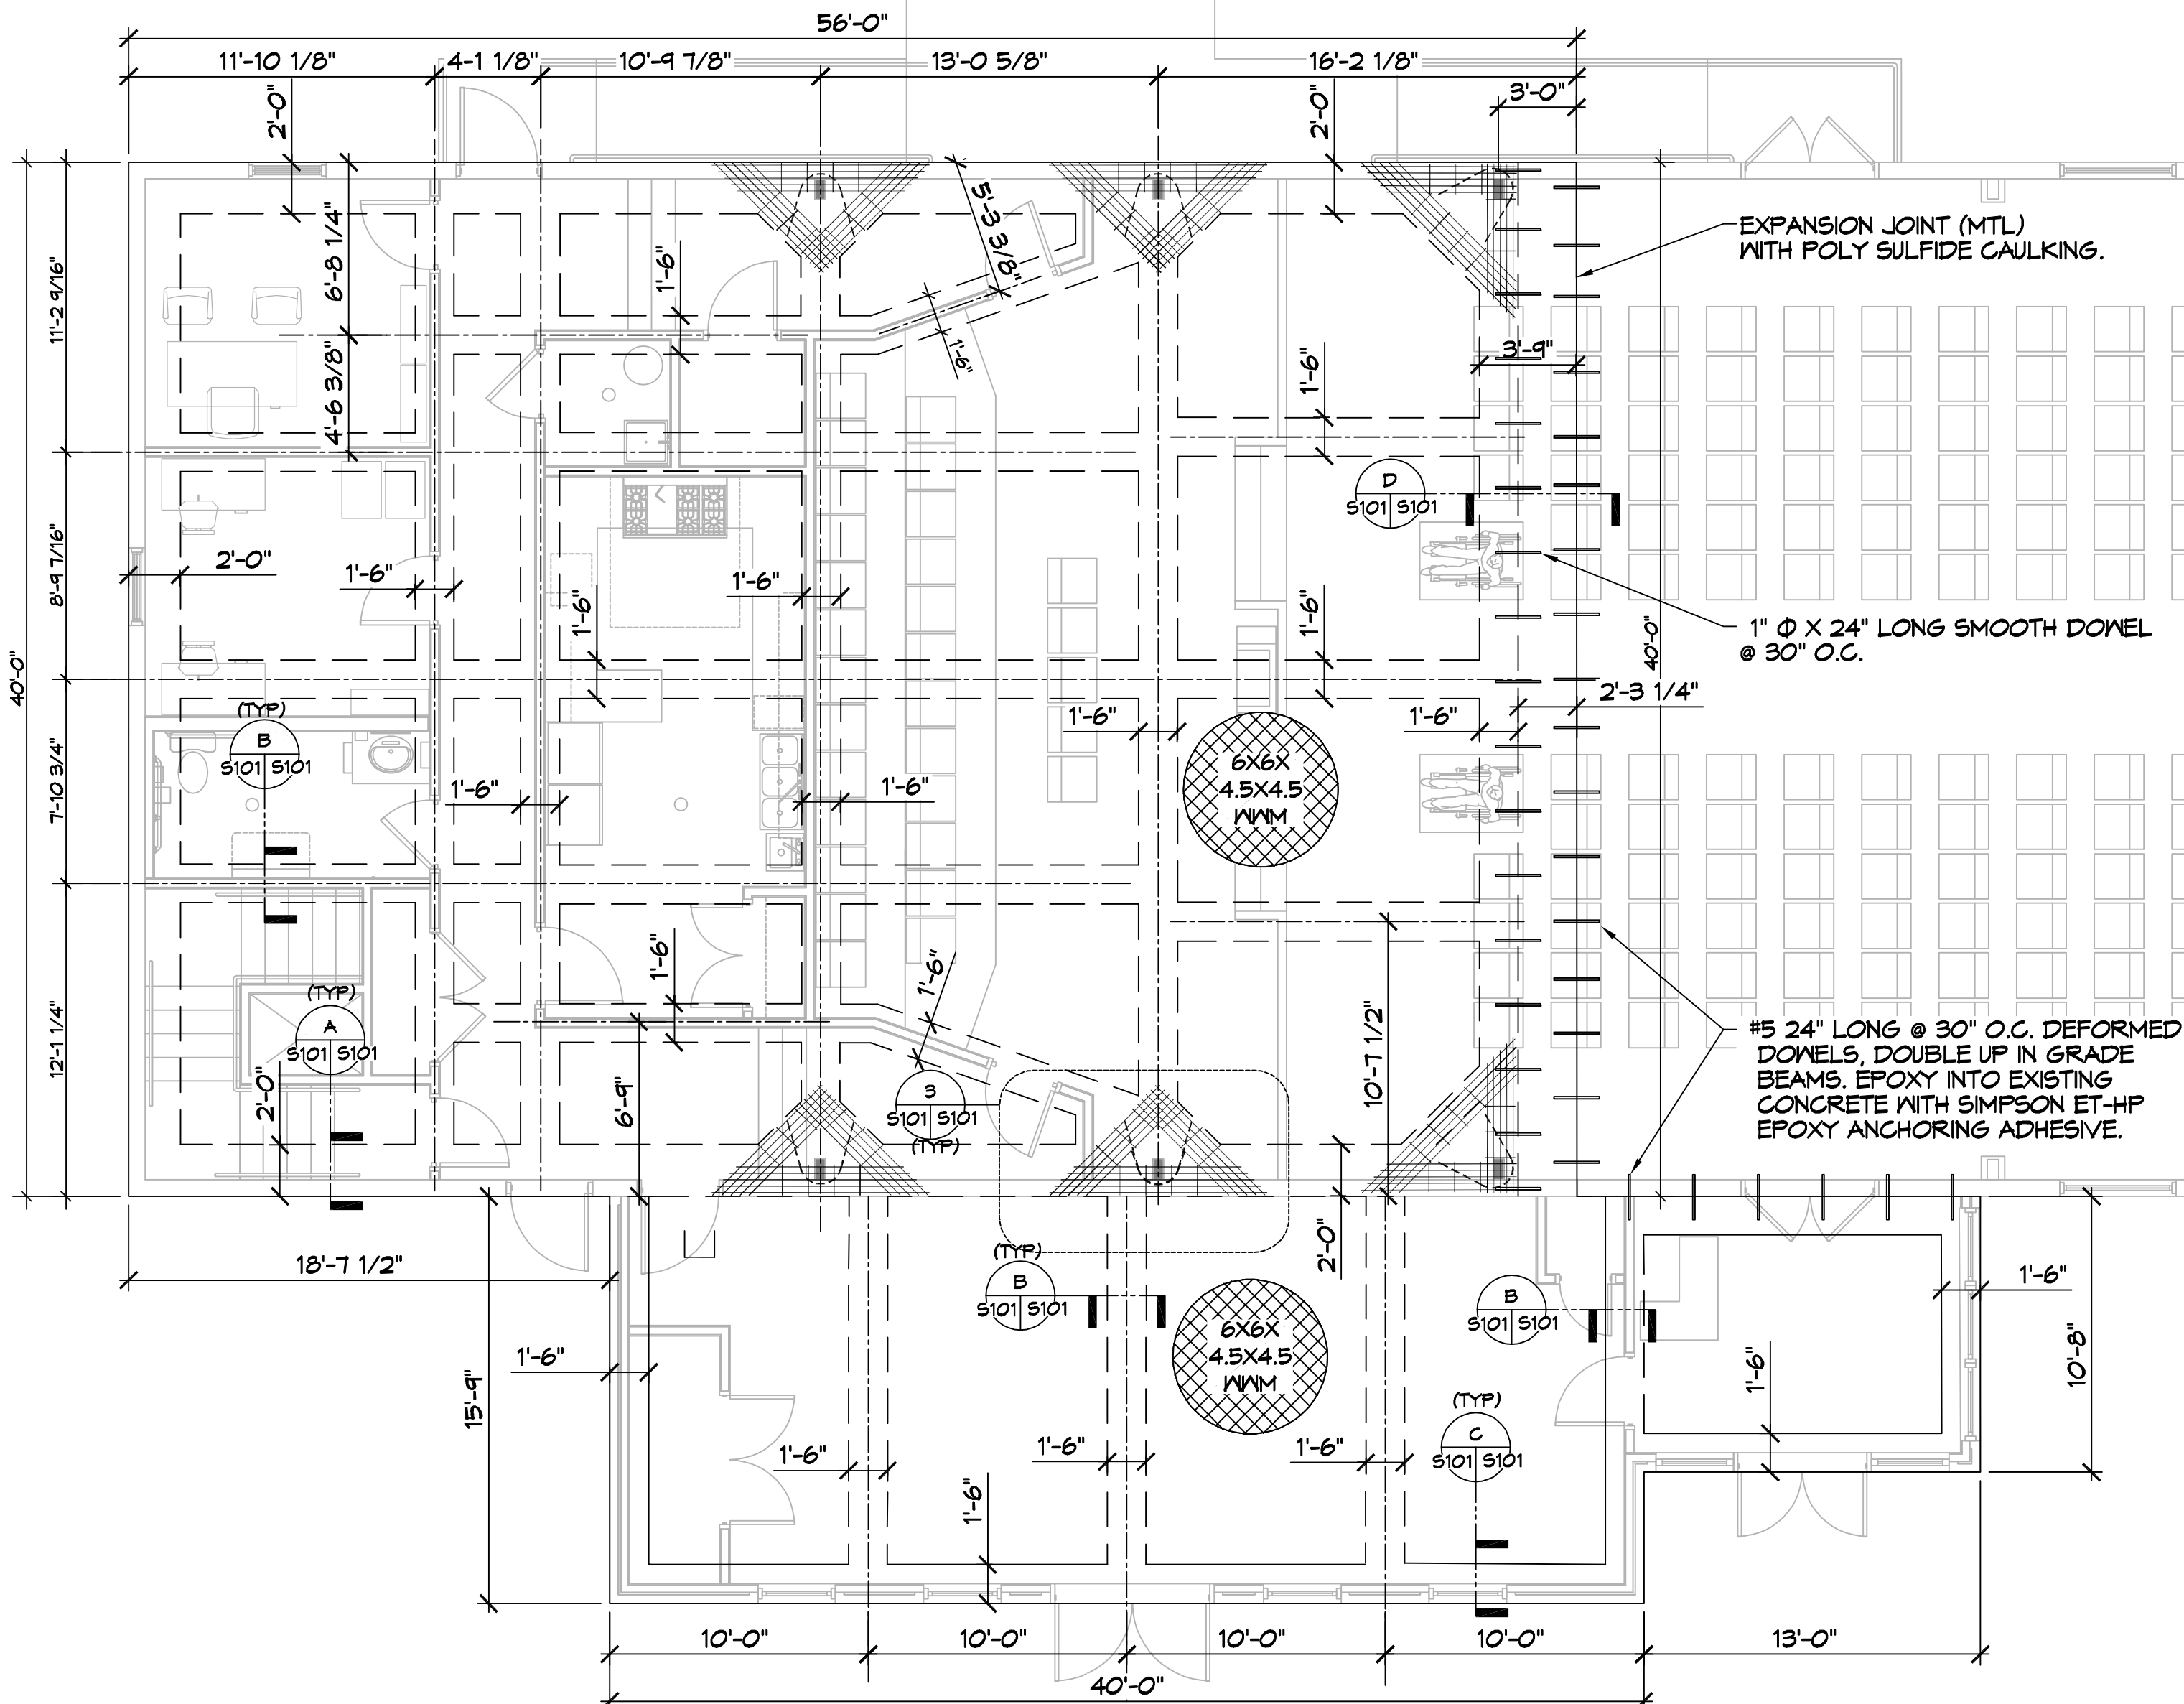 56'-0"
11'-10 1/8"
4-1 1/8"
10'-9 7/8"
13'-0 5/8"
16'-2 1/8"
3'-0"
2'-0"
2'-0"
6'-8 1/4"
5'-3 3/8"
EXPANSION JOINT (MTL)
WITH POLY SULFIDE CAULKING.
11'-2 9/16"
1'-6"
1'-6"
4'-6 3/8"
3'-9"
1'-6"
D
S101 S101
8'-9 7/16"
2'-0"
1'-6"
1'-6"
1'-6"
1'-6"
1" Φ X 24" LONG SMOOTH DOWEL
@ 30" O.C.
40'-0"
40'-0"
2'-3 1/4"
(TYP)
B
S101 S101
1'-6"
1'-6"
7'-10 3/4"
1'-6"
1'-6"
6X6X
4.5X4.5
WWM
1'-6"
1'-6"
(TYP)
A
S101 S101
12'-1 1/4"
2'-0"
6'-9"
3
S101 S101
(TYP)
10'-7 1/2"
#5 24" LONG @ 30" O.C. DEFORMED
DOWELS, DOUBLE UP IN GRADE
BEAMS. EPOXY INTO EXISTING
CONCRETE WITH SIMPSON ET-HP
EPOXY ANCHORING ADHESIVE.
18'-7 1/2"
(TYP)
B
S101 S101
2'-0"
B
S101 S101
1'-6"
15'-9"
1'-6"
6X6X
4.5X4.5
WWM
1'-6"
10'-8"
(TYP)
C
S101 S101
1'-6"
1'-6"
1'-6"
1'-6"
10'-0"
10'-0"
10'-0"
10'-0"
13'-0"
40'-0"